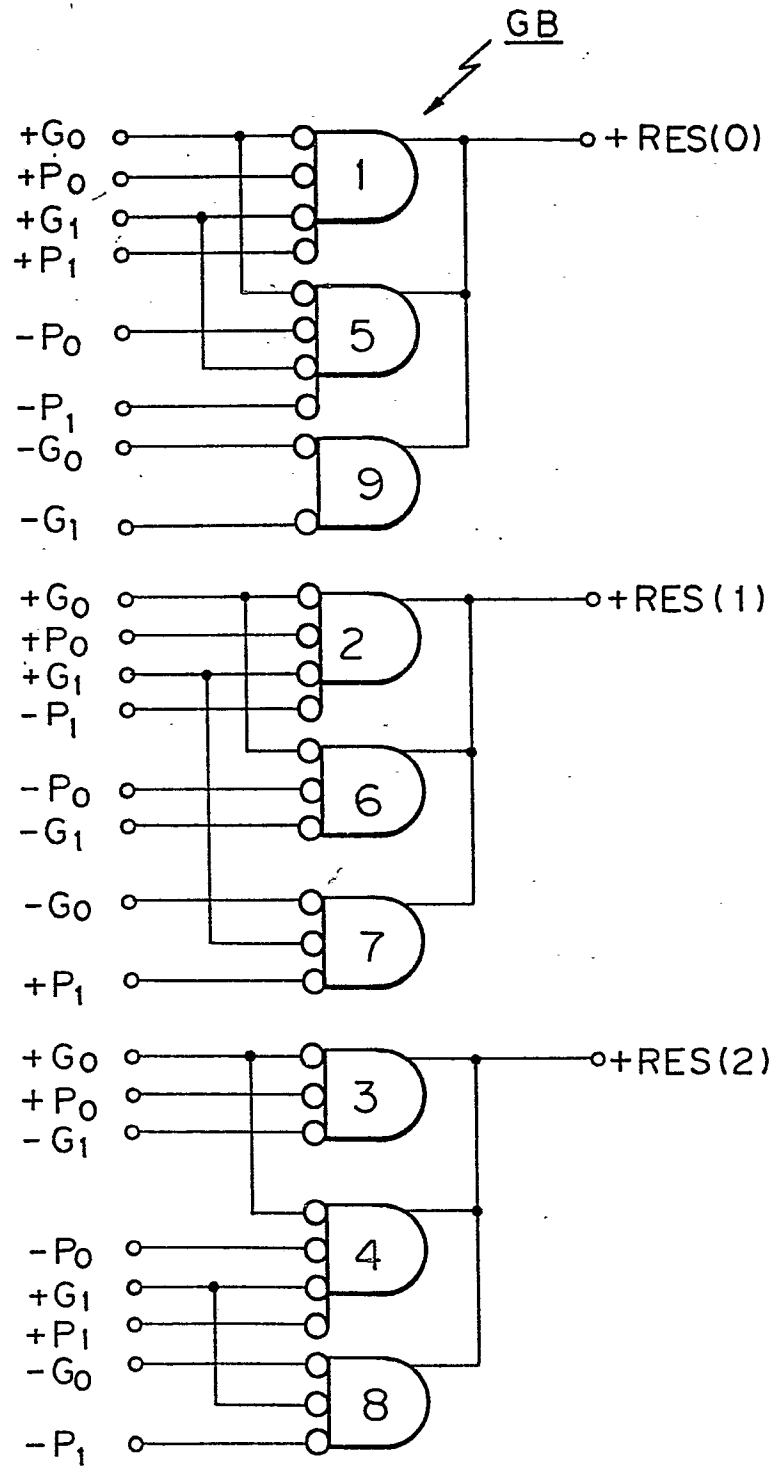 GB
+G0
+P0
+G1
+P1
1
+RES(0)
-P0
5
-P1
-G0
9
-G1
+G0
+P0
+G1
-P1
2
+RES(1)
-P0
6
-G1
-G0
7
+P1
+G0
+P0
-G1
3
+RES(2)
-P0
4
+G1
+P1
-G0
8
-P1